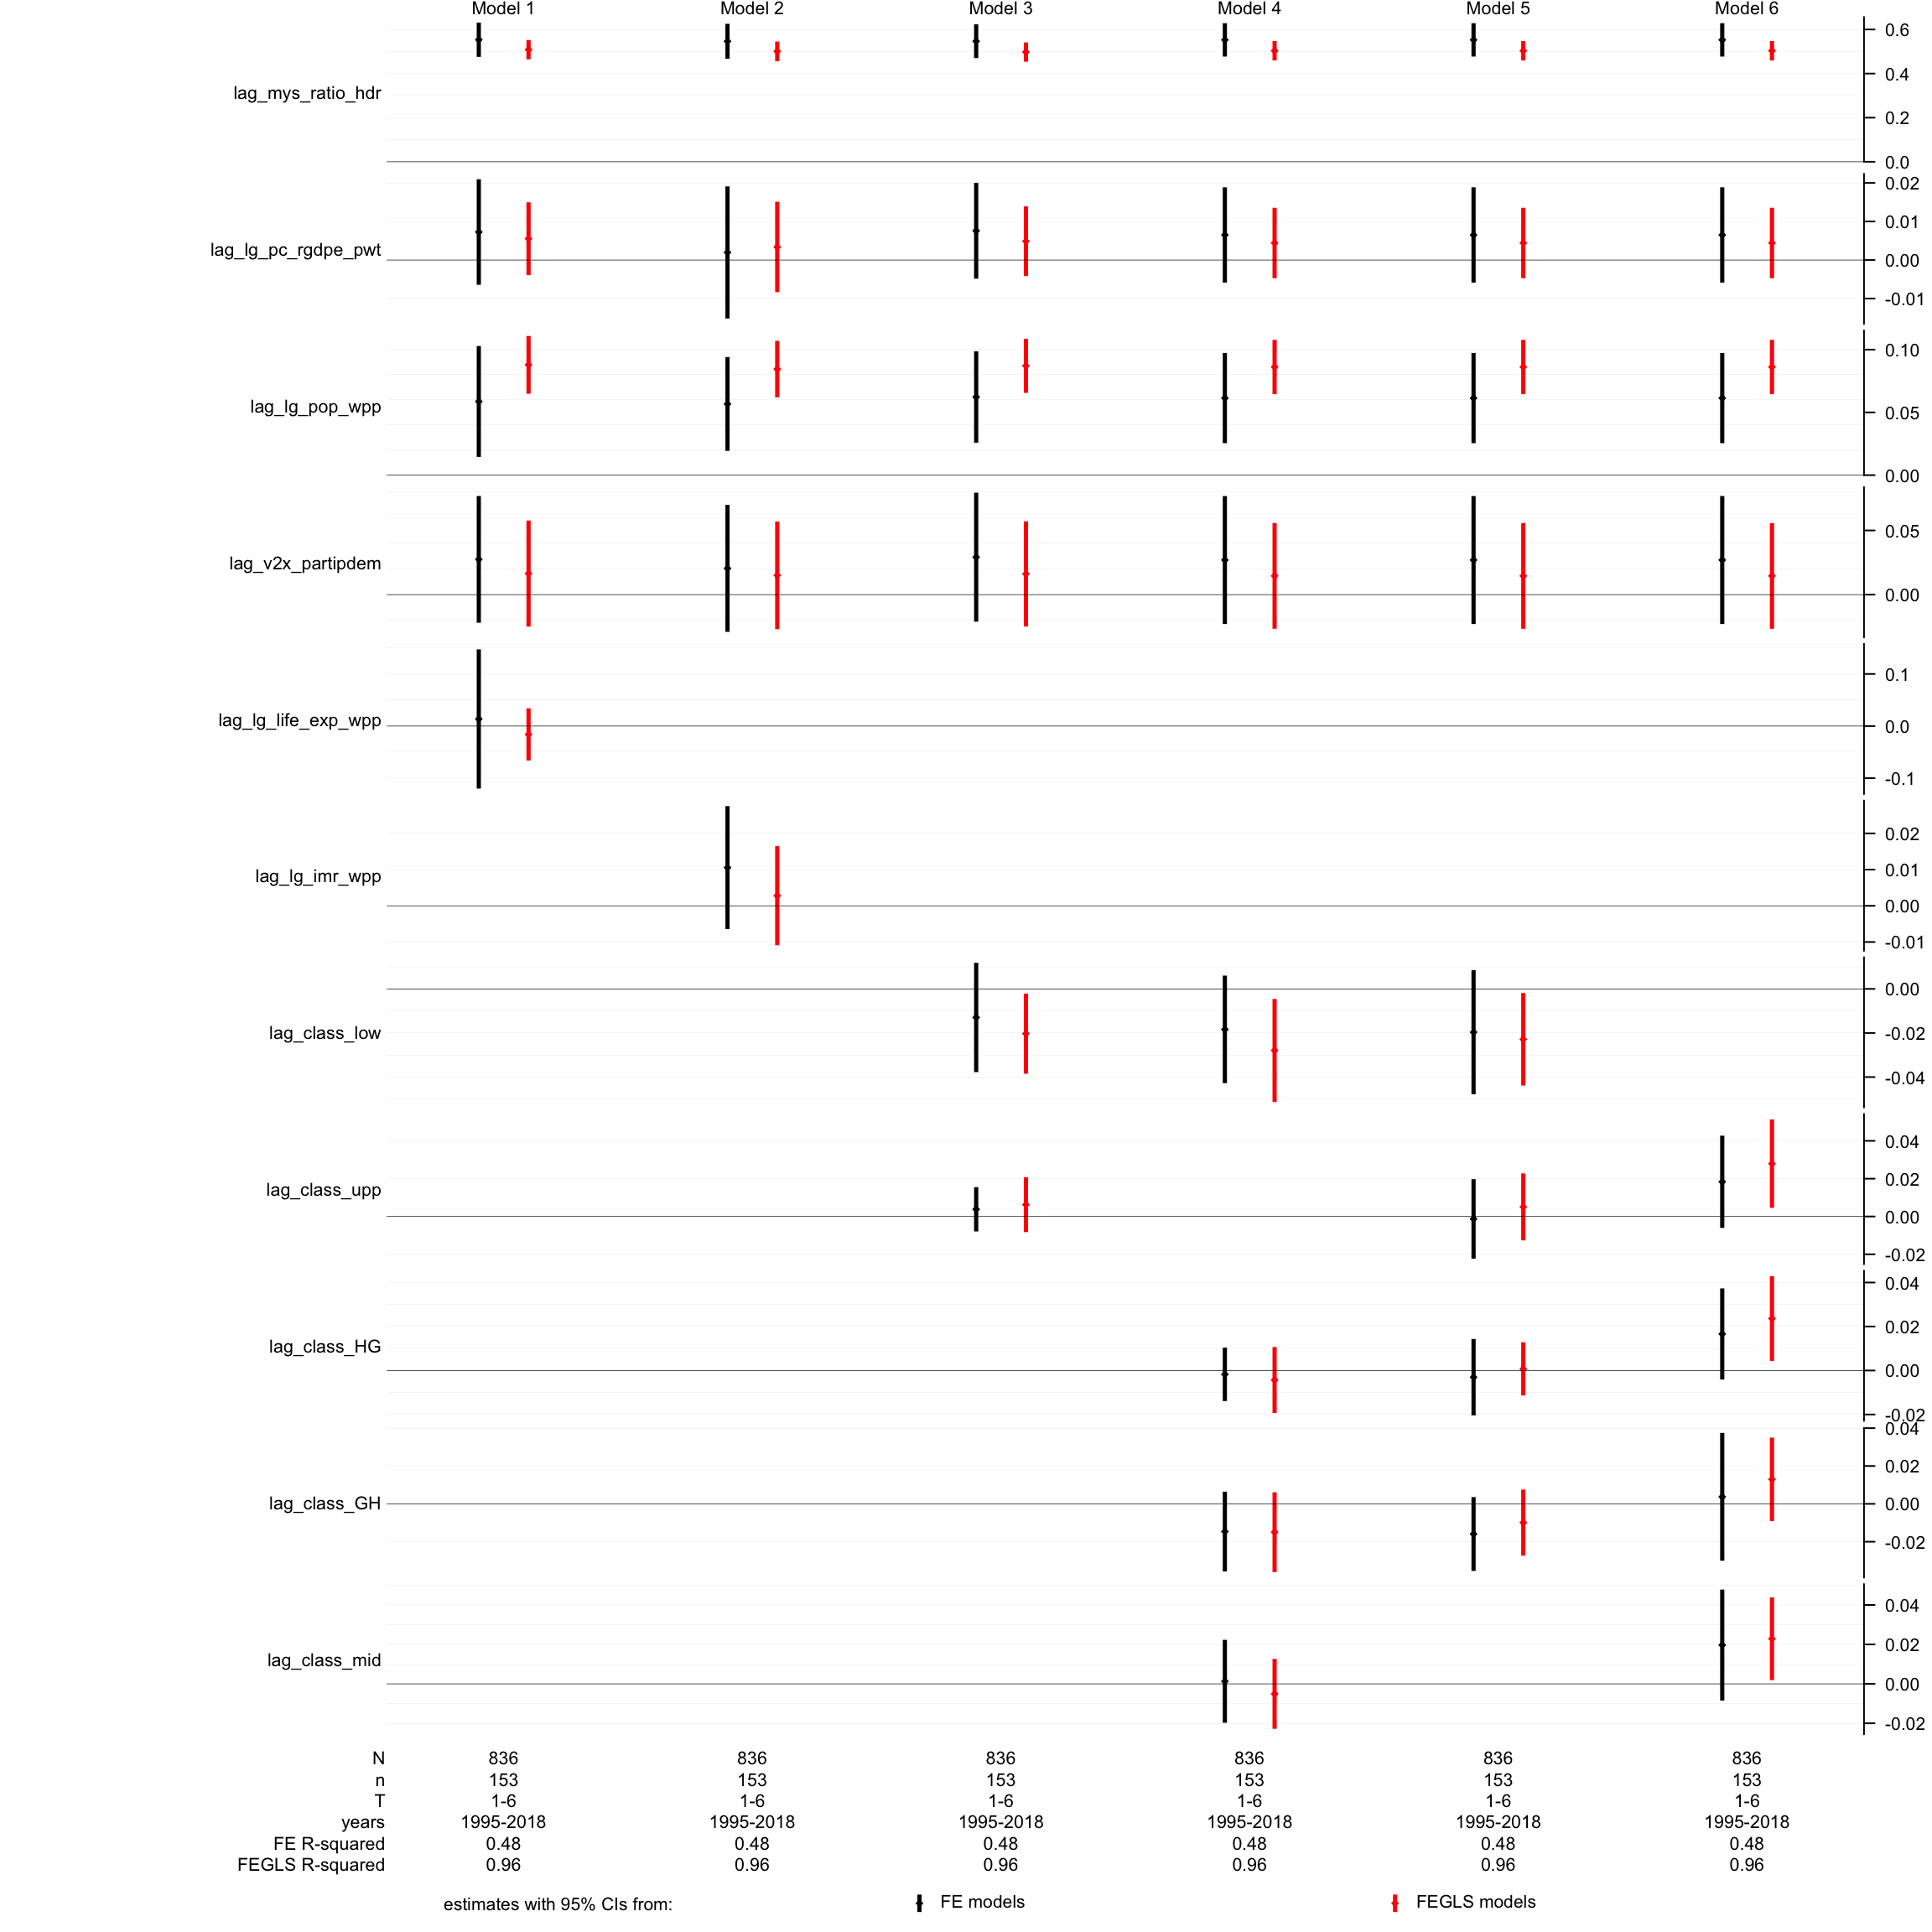 Model 1 Model 2 Model 3 Model 4 Model 5 Model 6
lag_mys_ratio_hdr
0.6
0.4
0.2
0.0
lag_lg_pc_rgdpe_pwt
0.02
0.01
0.00
-0.01
lag_lg_pop_wpp
0.10
0.05
0.00
lag_v2x_partipdem
0.05
0.00
lag_lg_life_exp_wpp
0.1
0.0
-0.1
lag_lg_imr_wpp
0.02
0.01
0.00
-0.01
lag_class_low
0.00
-0.02
-0.04
lag_class_upp
0.04
0.02
0.00
-0.02
lag_class_HG
0.04
0.02
0.00
-0.02
lag_class_GH
0.04
0.02
0.00
-0.02
lag_class_mid
0.04
0.02
0.00
-0.02
N 836 836 836 836 836 836
n 153 153 153 153 153 153
T 1-6 1-6 1-6 1-6 1-6 1-6
years 1995-2018 1995-2018 1995-2018 1995-2018 1995-2018 1995-2018
FE R-squared 0.48 0.48 0.48 0.48 0.48 0.48
FEGLS R-squared 0.96 0.96 0.96 0.96 0.96 0.96
estimates with 95% CIs from: FE models FEGLS models